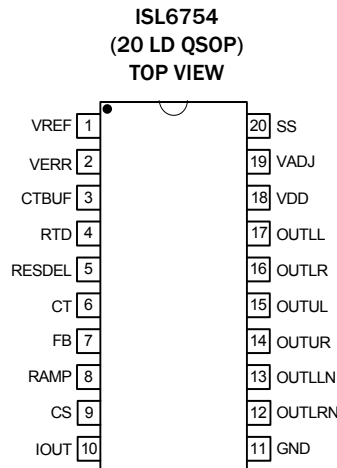 ISL6754
(20 LD QSOP)
TOP VIEW
VREF 1
VERR 2
CTBUF 3
RTD 4
RESDEL 5
CT 6
FB 7
RAMP 8
CS 9
IOUT 10
20 SS
19 VADJ
18 VDD
17 OUTLL
16 OUTLR
15 OUTUL
14 OUTUR
13 OUTLLN
12 OUTLRN
11 GND